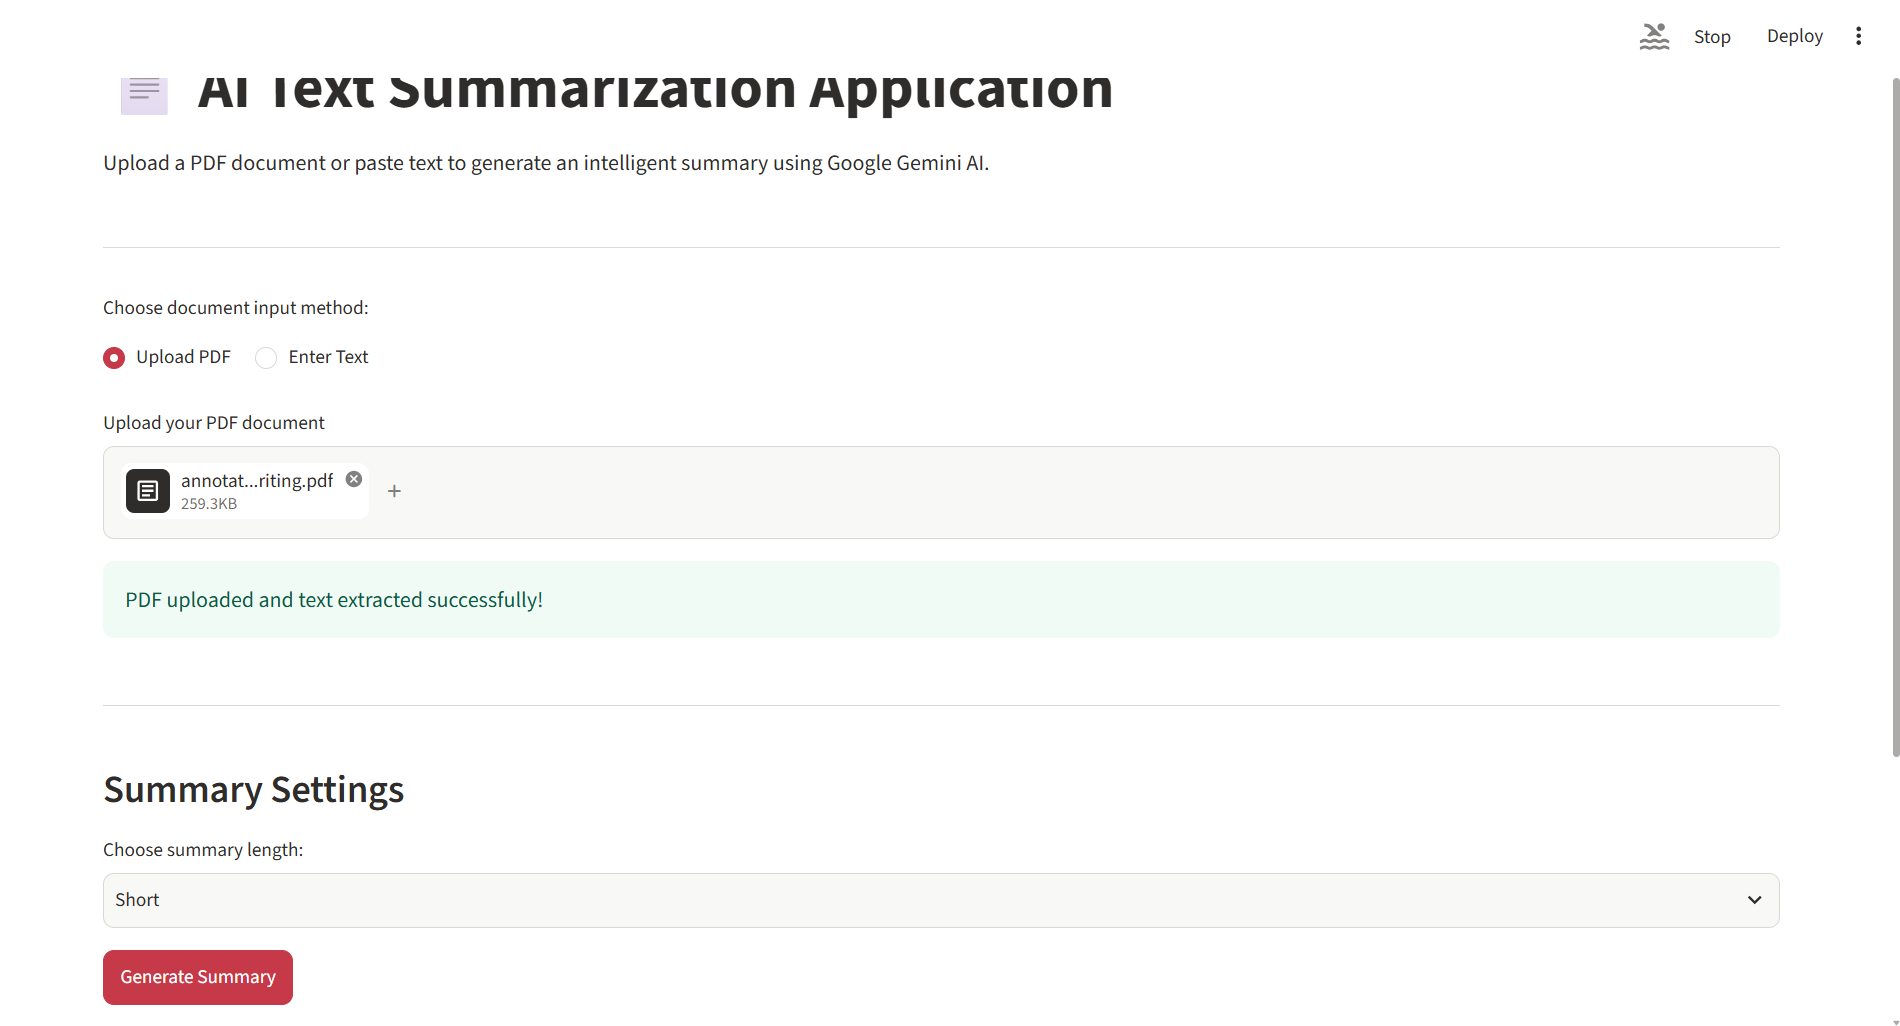 Stop Deploy
AI Text Summarization Application
Upload a PDF document or paste text to generate an intelligent summary using Google Gemini AI.
Choose document input method:
Upload PDF Enter Text
Upload your PDF document
annotat...riting.pdf
259.3KB
PDF uploaded and text extracted successfully!
Summary Settings
Choose summary length:
Short
Generate Summary